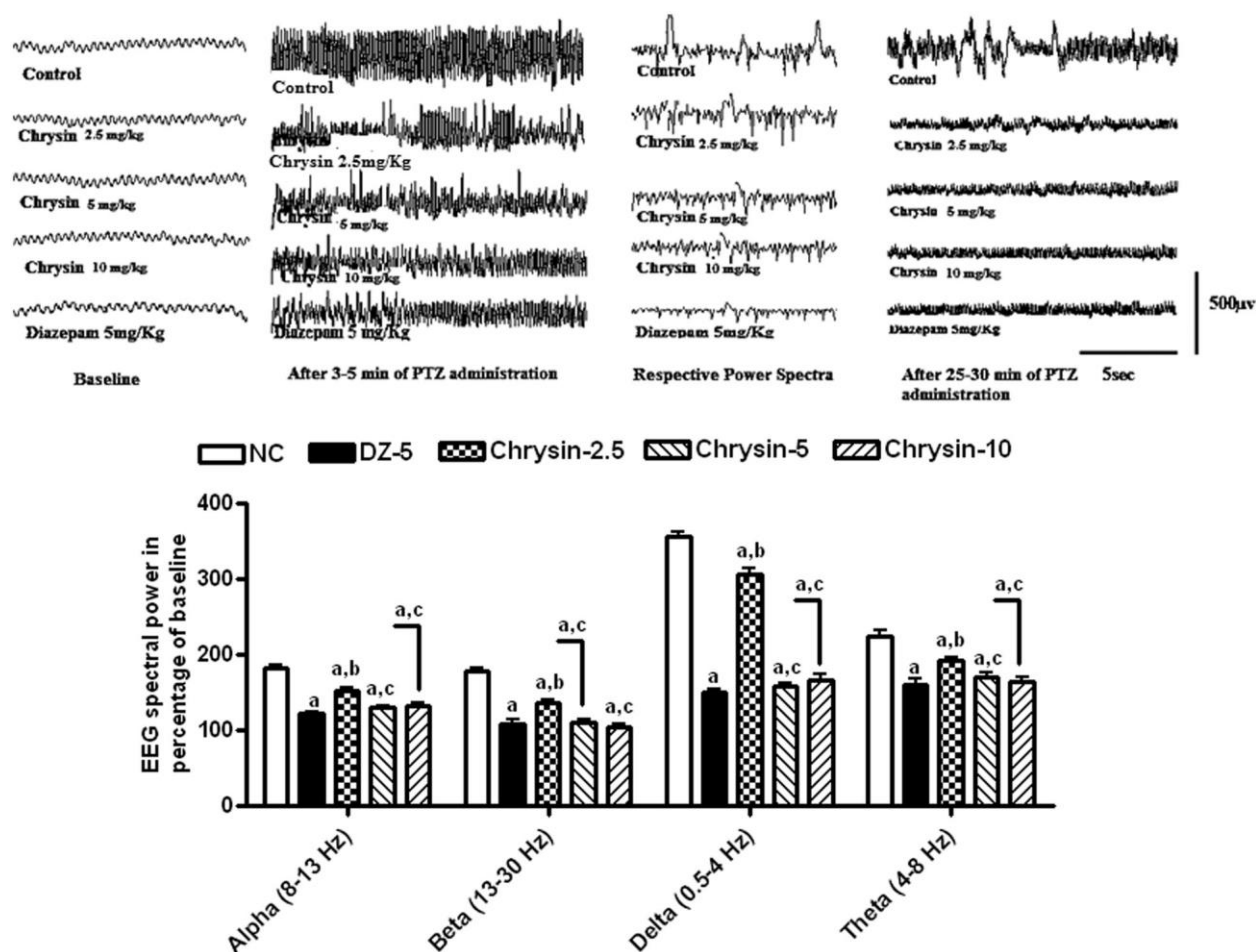 Control
Chrysin 2.5 mg/kg
Chrysin 5 mg/kg
Chrysin 10 mg/kg
Diazepam 5mg/Kg
Baseline
Control
Chrysin 2.5mg/Kg
Chrysin 5 mg/kg
Chrysin 10 mg/kg
Diazepam 5 mg/Kg
After 3-5 min of PTZ administration
Control
Chrysin 2.5 mg/kg
Chrysin 5 mg/kg
Chrysin 10 mg/kg
Diazepam 5mg/Kg
Respective Power Spectra
Control
Chrysin 2.5 mg/kg
Chrysin 5 mg/kg
Chrysin 10 mg/kg
Diazepam 5mg/Kg
After 25-30 min of PTZ
administration
5sec
500µv
NC DZ-5 Chrysin-2.5 Chrysin-5 Chrysin-10
EEG spectral power in
percentage of baseline
400
300
200
100
0
a
a,b
a,c
a,c
a
a,b
a,c
a,c
a
a,b
a,c
a,c
a
a,b
a,c
a,c
Alpha (8-13 Hz)
Beta (13-30 Hz)
Delta (0.5-4 Hz)
Theta (4-8 Hz)